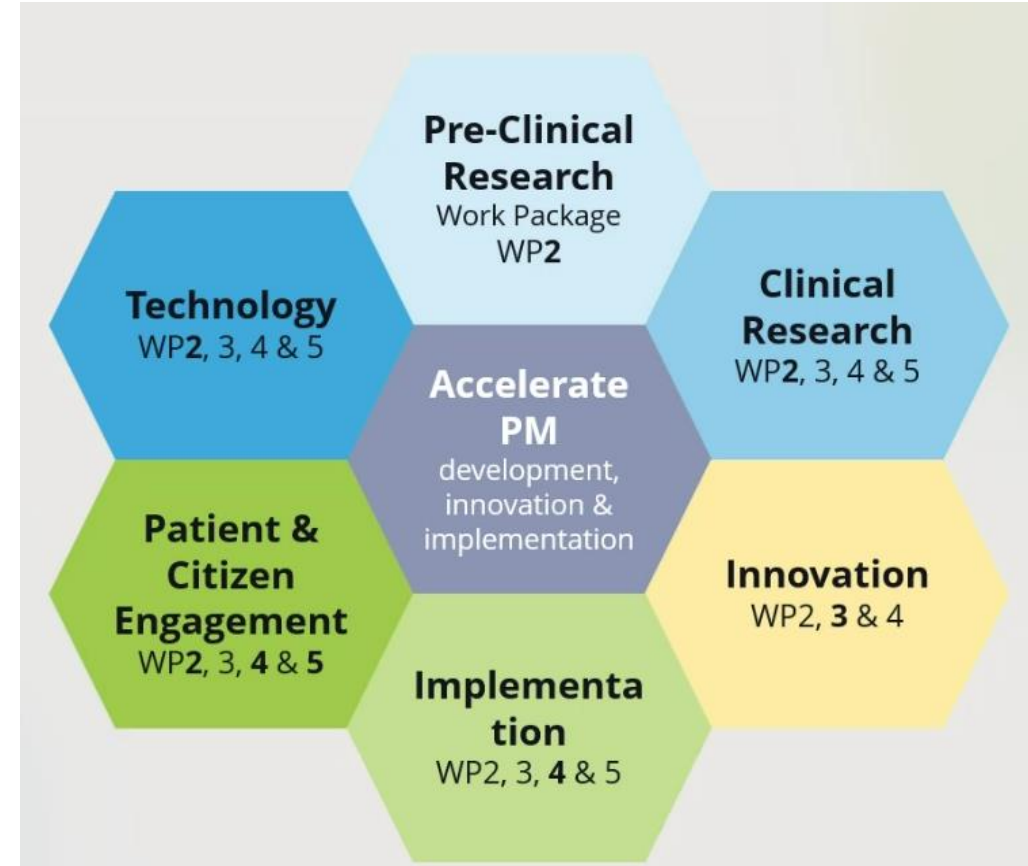 Pre-Clinical
Research
Work Package
WP2
Technology
WP2, 3, 4 & 5
Clinical
Research
WP2, 3, 4 & 5
Accelerate
PM
development,
innovation &
implementation
Patient &
Citizen
Engagement
WP2, 3, 4 & 5
Innovation
WP2, 3 & 4
Implementa
tion
WP2, 3, 4 & 5